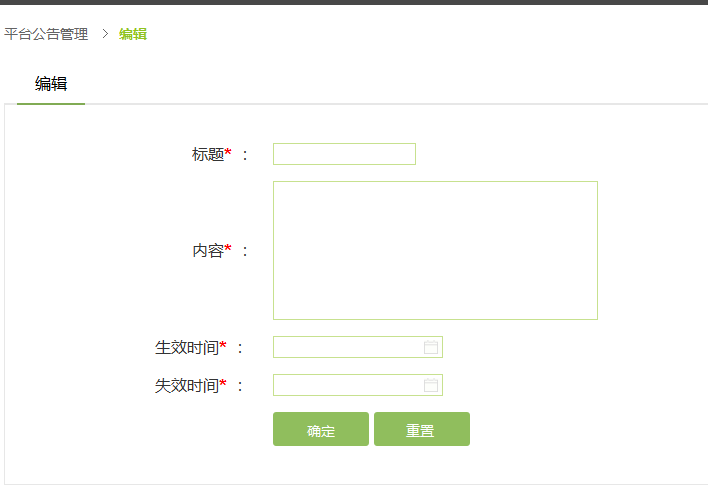 平台公告管理 > 编辑
编辑
标题* ：
内容* ：
生效时间* ：
失效时间* ：
确定 重置